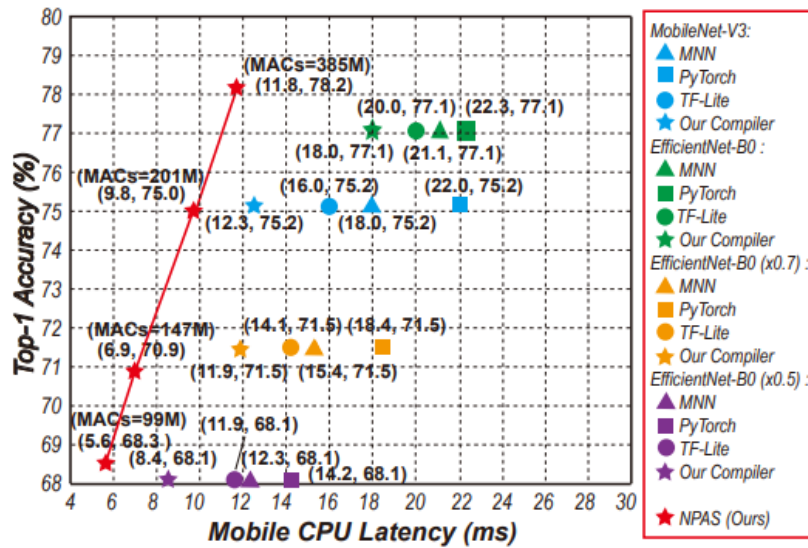 80
79
78
77
76
75
74
73
72
71
70
69
68
Top-1 Accuracy (%)
4 6 8 10 12 14 16 18 20 22 24 26 28 30
Mobile CPU Latency (ms)
(MACs=385M)
(11.8, 78.2)
(20.0, 77.1) (22.3, 77.1)
(18.0, 77.1) (21.1, 77.1)
(MACs=201M)
(9.8, 75.0)
(16.0, 75.2) (22.0, 75.2)
(12.3, 75.2) (18.0, 75.2)
(MACs=147M)
(6.9, 70.9)
(14.1, 71.5) (18.4, 71.5)
(11.9, 71.5) (15.4, 71.5)
(MACs=99M)
(5.6, 68.3)
(8.4, 68.1)
(11.9, 68.1)
(12.3, 68.1)
(14.2, 68.1)
MobileNet-V3:
MNN
PyTorch
TF-Lite
Our Compiler
EfficientNet-B0 :
MNN
PyTorch
TF-Lite
Our Compiler
EfficientNet-B0 (x0.7) :
MNN
PyTorch
TF-Lite
Our Compiler
EfficientNet-B0 (x0.5) :
MNN
PyTorch
TF-Lite
Our Compiler
NPAS (Ours)